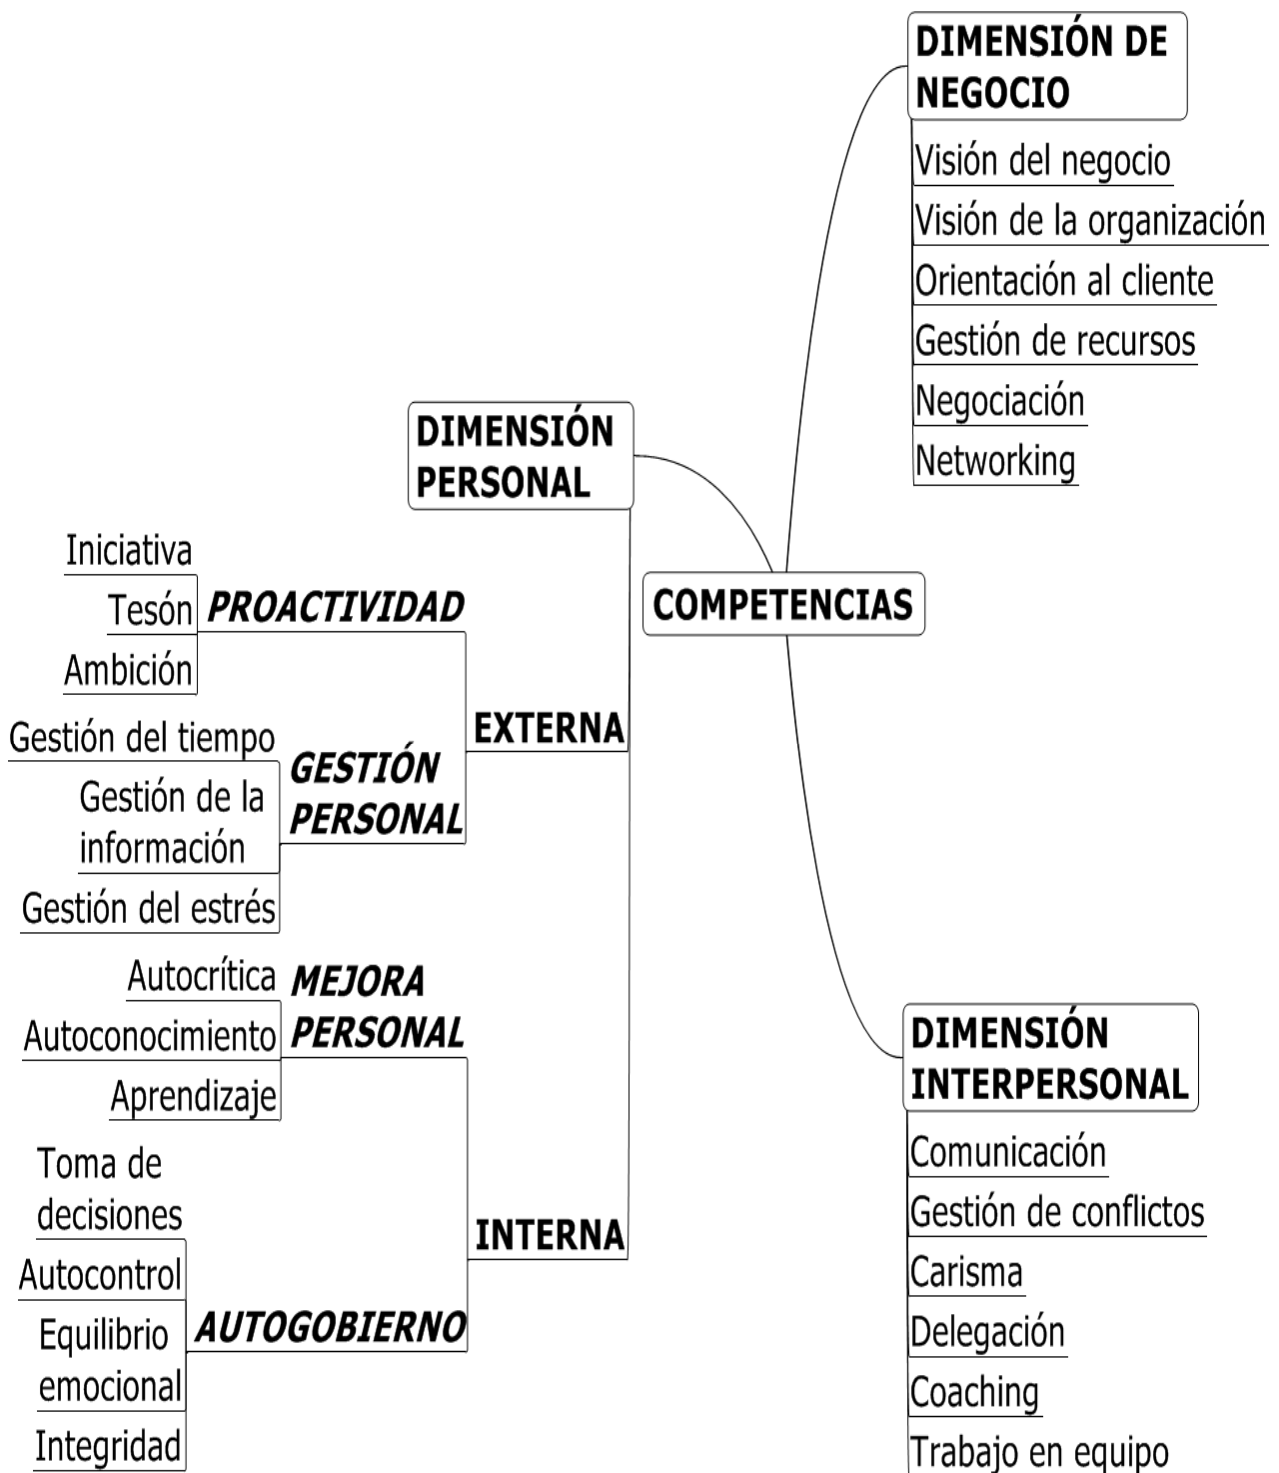 DIMENSIÓN DE
NEGOCIO
Visión del negocio
Visión de la organización
Orientación al cliente
Gestión de recursos
Negociación
Networking
DIMENSIÓN
PERSONAL
COMPETENCIAS
Iniciativa
Tesón
Ambición
PROACTIVIDAD
EXTERNA
Gestión del tiempo
Gestión de la
información
Gestión del estrés
GESTIÓN
PERSONAL
Autocrítica
Autoconocimiento
Aprendizaje
MEJORA
PERSONAL
INTERNA
Toma de
decisiones
Autocontrol
Equilibrio
emocional
Integridad
AUTOGOBIERNO
DIMENSIÓN
INTERPERSONAL
Comunicación
Gestión de conflictos
Carisma
Delegación
Coaching
Trabajo en equipo